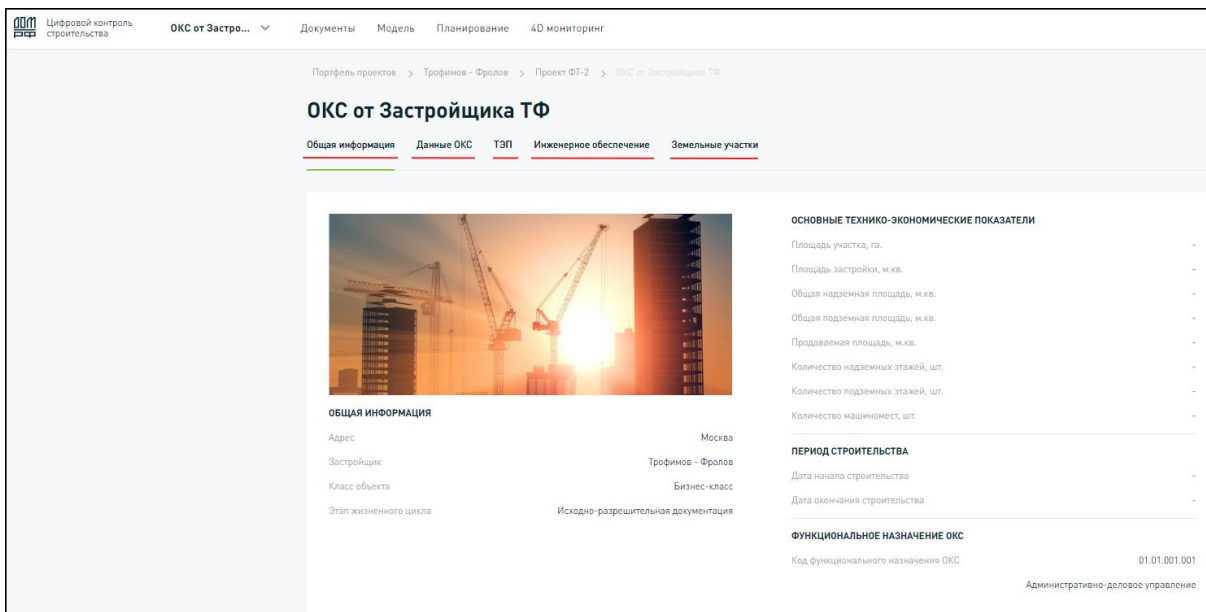 ДОМ РФ
Цифровой контроль строительства
ОКС от Застро...
Документы Модель Планирование 4D мониторинг
Портфель проектов > Трофимов - Фролов > Проект ФТ-2 > ОКС от Застройщика ТФ
ОКС от Застройщика ТФ
Общая информация Данные ОКС ТЭП Инженерное обеспечение Земельные участки
ОБЩАЯ ИНФОРМАЦИЯ
Адрес Москва
Застройщик Трофимов - Фролов
Класс объекта Бизнес-класс
Этап жизненного цикла Исходно-разрешительная документация
ОСНОВНЫЕ ТЕХНИКО-ЭКОНОМИЧЕСКИЕ ПОКАЗАТЕЛИ
Площадь участка, га. -
Площадь застройки, м.кв. -
Общая надземная площадь, м.кв. -
Общая подземная площадь, м.кв. -
Продаваемая площадь, м.кв. -
Количество надземных этажей, шт. -
Количество подземных этажей, шт. -
Количество машиномест, шт. -
ПЕРИОД СТРОИТЕЛЬСТВА
Дата начала строительства -
Дата окончания строительства -
ФУНКЦИОНАЛЬНОЕ НАЗНАЧЕНИЕ ОКС
Код функционального назначения ОКС 01.01.001.001
Административно-деловое управление